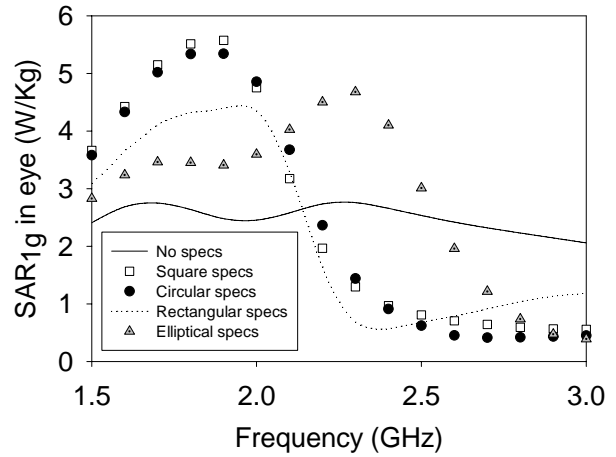 6
5
4
3
2
1
0
SAR1g in eye (W/Kg)
No specs
Square specs
Circular specs
Rectangular specs
Elliptical specs
1.5 2.0 2.5 3.0
Frequency (GHz)